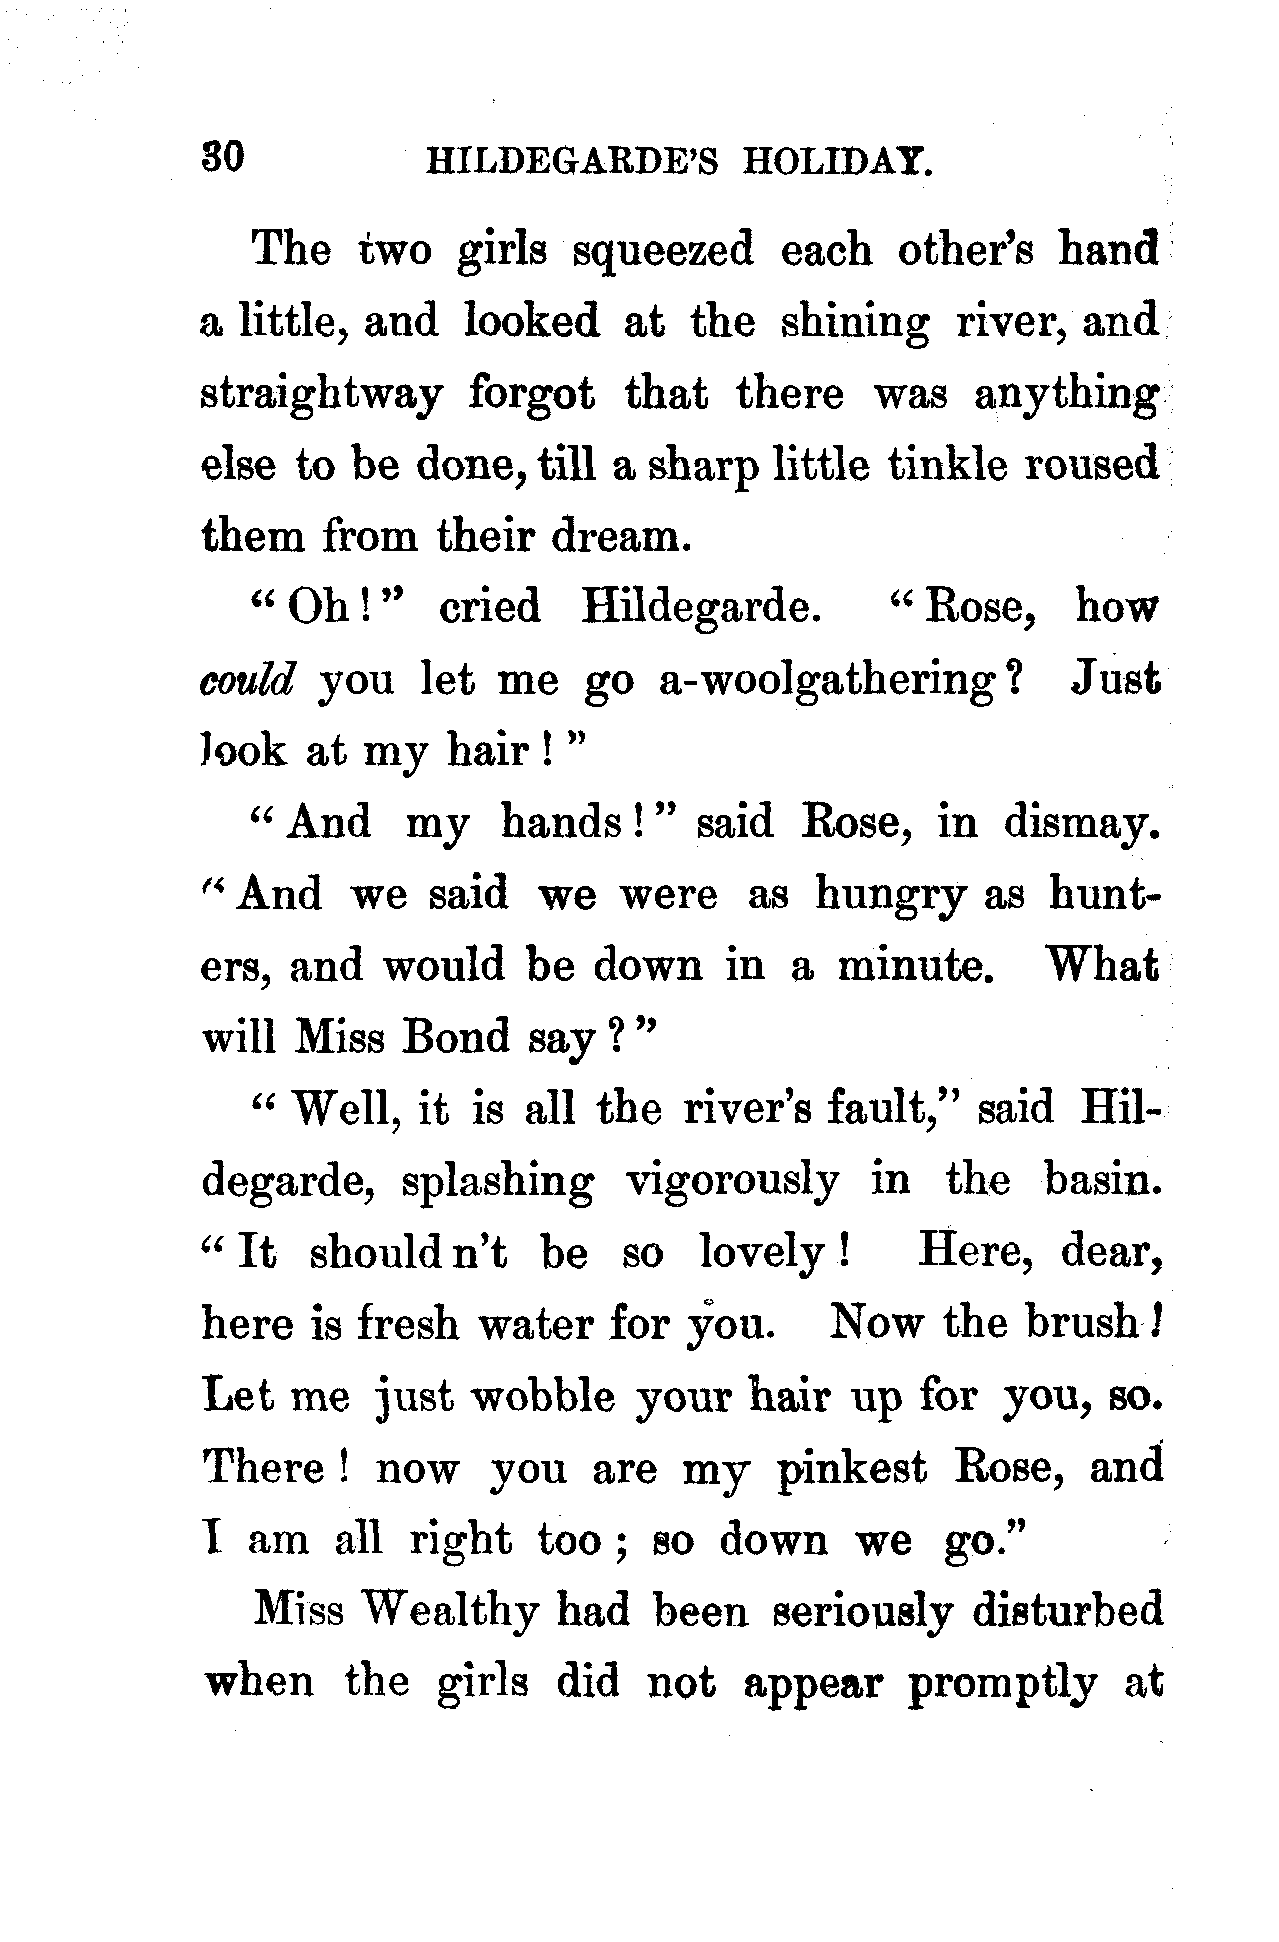 30 HILDEGARDE'S HOLIDAY.
The two girls squeezed each other's hand
a little, and looked at the shining river, and
straightway forgot that there was anything
else to be done, till a sharp little tinkle roused
them from their dream.
"Oh!" cried Hildegarde. "Rose, how
could you let me go a-woolgathering? Just
look at my hair!"
"And my hands!" said Rose, in dismay.
"And we said we were as hungry as hunt-
ers, and would be down in a minute. What
will Miss Bond say?"
"Well, it is all the river's fault," said Hil-
degarde, splashing vigorously in the basin.
"It should n't be so lovely! Here, dear,
here is fresh water for you. Now the brush!
Let me just wobble your hair up for you, so.
There! now you are my pinkest Rose, and
I am all right too; so down we go."
Miss Wealthy had been seriously disturbed
when the girls did not appear promptly at